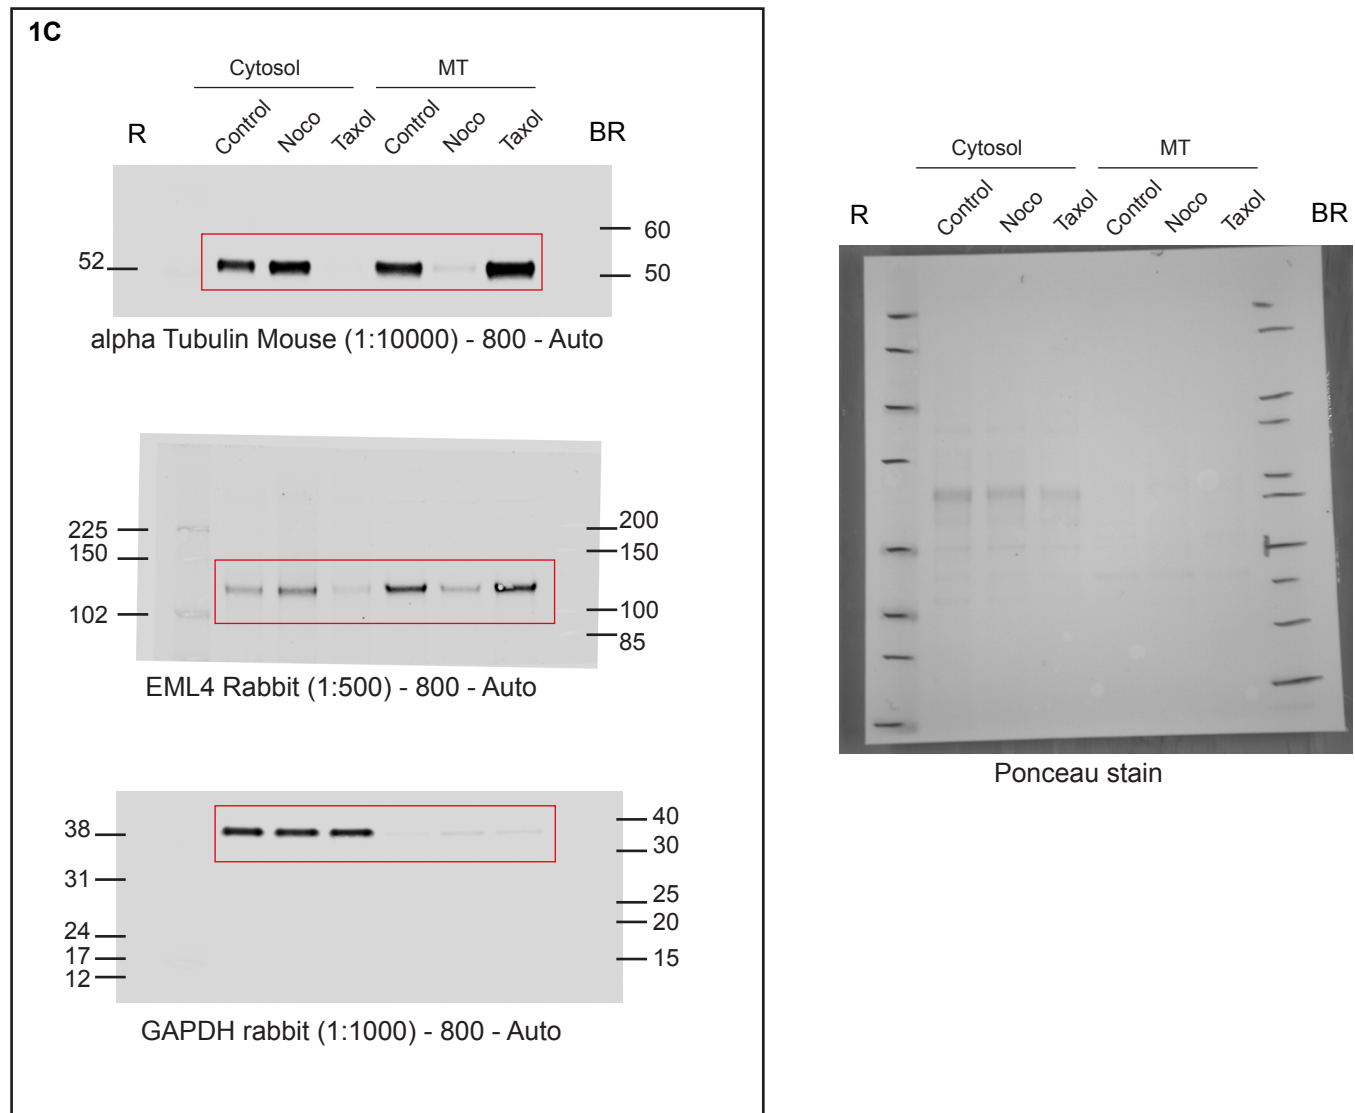 1C
Cytosol MT
R Control Noco Taxol Control Noco Taxol BR
60
52
50
alpha Tubulin Mouse (1:10000) - 800 - Auto
225
150
102
200
150
100
85
EML4 Rabbit (1:500) - 800 - Auto
38
31
24
17
12
40
30
25
20
15
GAPDH rabbit (1:1000) - 800 - Auto
Cytosol MT
R Control Noco Taxol Control Noco Taxol BR
Ponceau stain